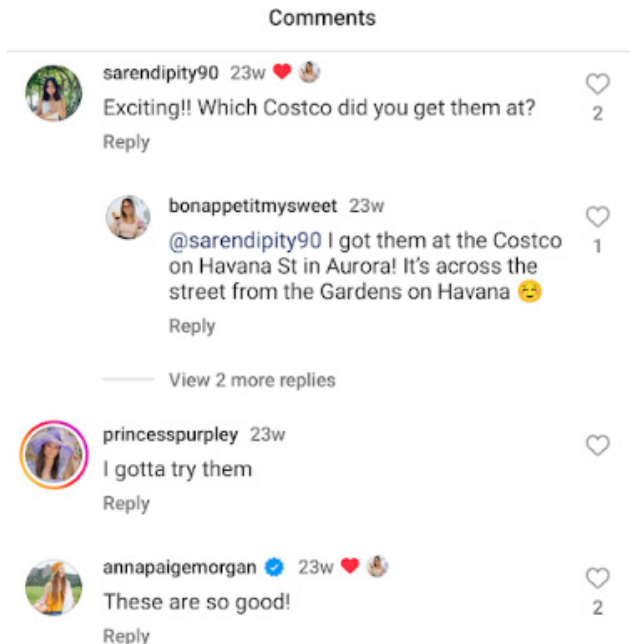 Comments
sarendipity90 23w
Exciting!! Which Costco did you get them at?
2
Reply
bonappetitmysweet 23w
@sarendipity90 I got them at the Costco
on Havana St in Aurora! It's across the
street from the Gardens on Havana ☺️
1
Reply
View 2 more replies
princesspurpley 23w
I gotta try them
Reply
annapaigemorgan 23w
These are so good!
2
Reply